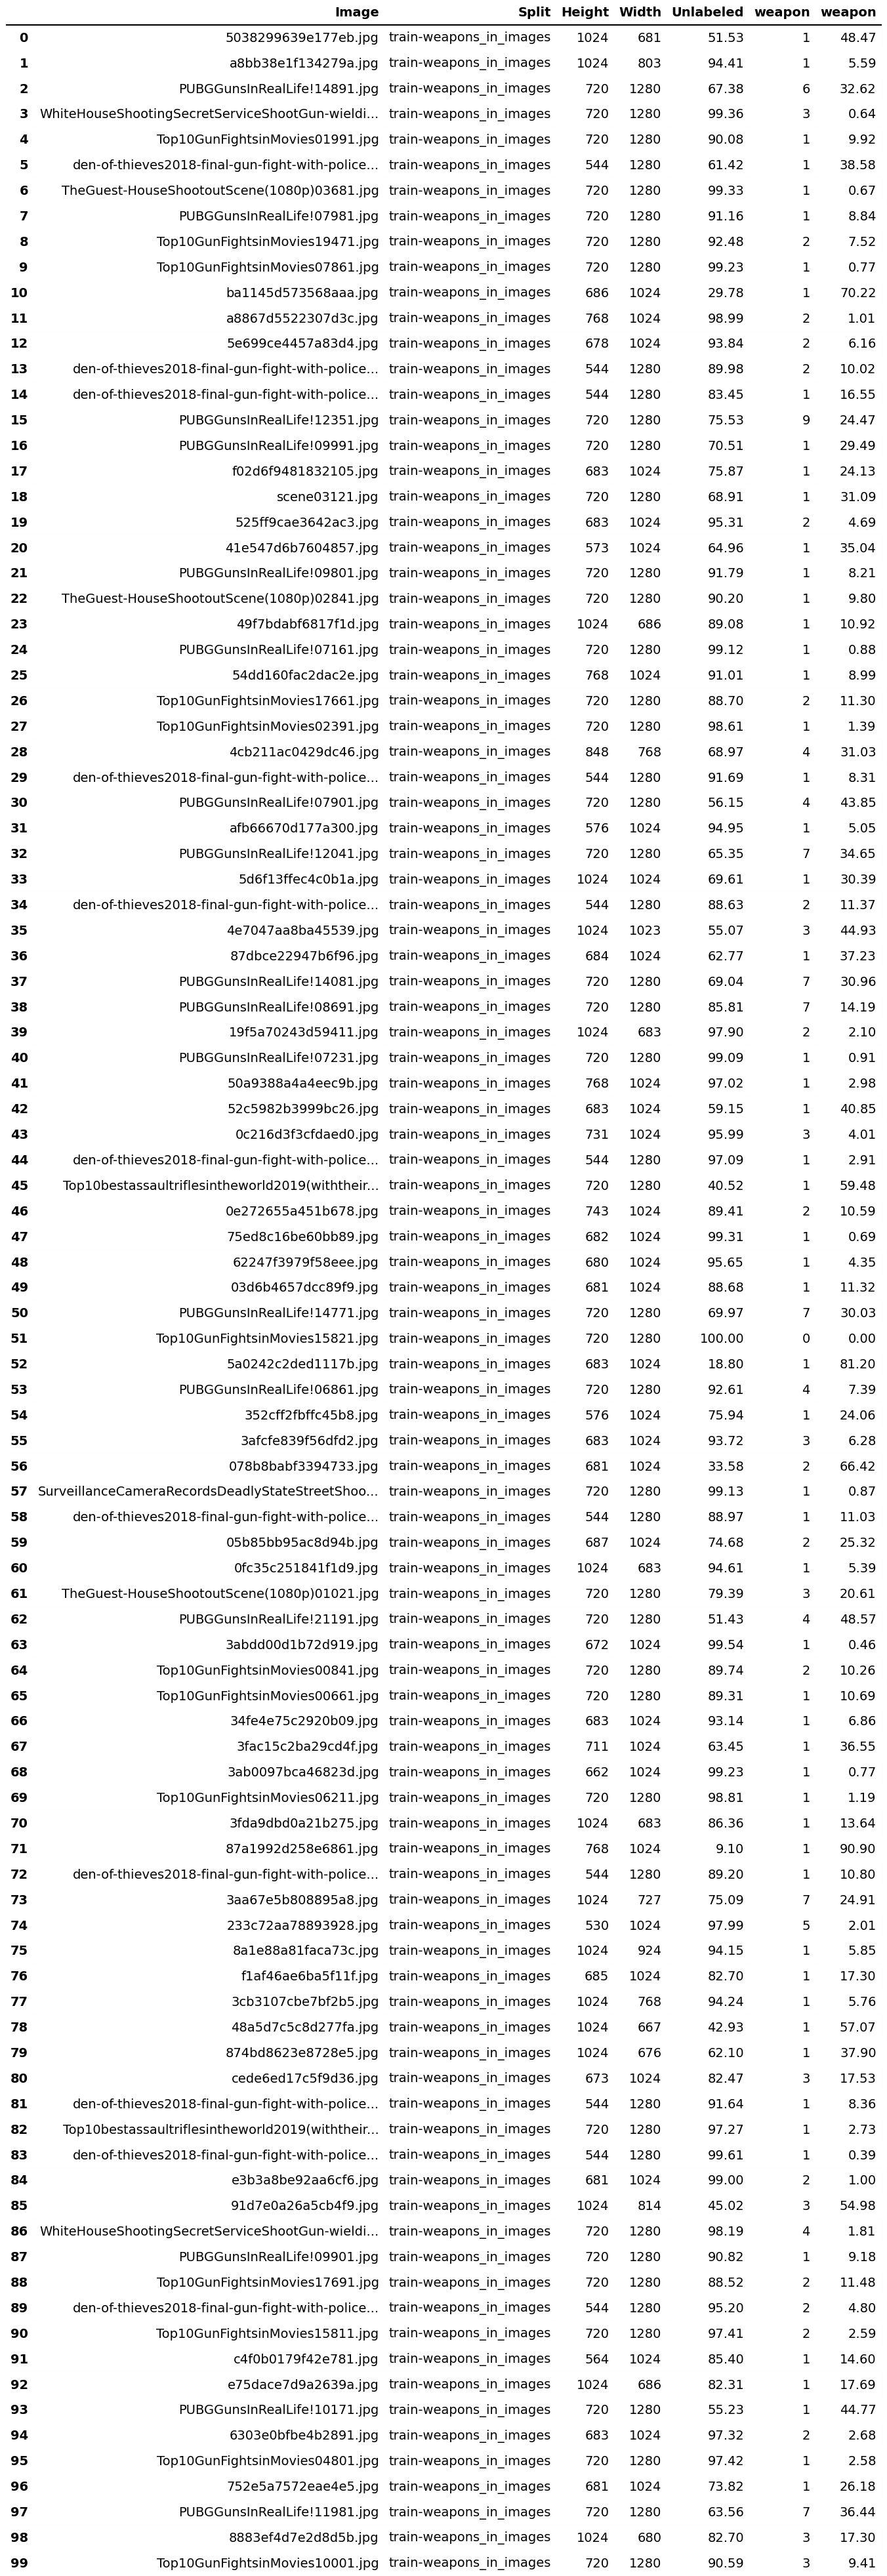 Image Split Height Width Unlabeled weapon weapon
0 5038299639e177eb.jpg train-weapons_in_images 1024 681 51.53 1 48.47
1 a8bb38e1f134279a.jpg train-weapons_in_images 1024 803 94.41 1 5.59
2 PUBGGunsInRealLife!14891.jpg train-weapons_in_images 720 1280 67.38 6 32.62
3 WhiteHouseShootingSecretServiceShootGun-wieldi... train-weapons_in_images 720 1280 99.36 3 0.64
4 Top10GunFightsinMovies01991.jpg train-weapons_in_images 720 1280 90.08 1 9.92
5 den-of-thieves2018-final-gun-fight-with-police... train-weapons_in_images 544 1280 61.42 1 38.58
6 TheGuest-HouseShootoutScene(1080p)03681.jpg train-weapons_in_images 720 1280 99.33 1 0.67
7 PUBGGunsInRealLife!07981.jpg train-weapons_in_images 720 1280 91.16 1 8.84
8 Top10GunFightsinMovies19471.jpg train-weapons_in_images 720 1280 92.48 2 7.52
9 Top10GunFightsinMovies07861.jpg train-weapons_in_images 720 1280 99.23 1 0.77
10 ba1145d573568aaa.jpg train-weapons_in_images 686 1024 29.78 1 70.22
11 a8867d5522307d3c.jpg train-weapons_in_images 768 1024 98.99 2 1.01
12 5e699ce4457a83d4.jpg train-weapons_in_images 678 1024 93.84 2 6.16
13 den-of-thieves2018-final-gun-fight-with-police... train-weapons_in_images 544 1280 89.98 2 10.02
14 den-of-thieves2018-final-gun-fight-with-police... train-weapons_in_images 544 1280 83.45 1 16.55
15 PUBGGunsInRealLife!12351.jpg train-weapons_in_images 720 1280 75.53 9 24.47
16 PUBGGunsInRealLife!09991.jpg train-weapons_in_images 720 1280 70.51 1 29.49
17 f02d6f9481832105.jpg train-weapons_in_images 683 1024 75.87 1 24.13
18 scene03121.jpg train-weapons_in_images 720 1280 68.91 1 31.09
19 525ff9cae3642ac3.jpg train-weapons_in_images 683 1024 95.31 2 4.69
20 41e547d6b7604857.jpg train-weapons_in_images 573 1024 64.96 1 35.04
21 PUBGGunsInRealLife!09801.jpg train-weapons_in_images 720 1280 91.79 1 8.21
22 TheGuest-HouseShootoutScene(1080p)02841.jpg train-weapons_in_images 720 1280 90.20 1 9.80
23 49f7bdabf6817f1d.jpg train-weapons_in_images 1024 686 89.08 1 10.92
24 PUBGGunsInRealLife!07161.jpg train-weapons_in_images 720 1280 99.12 1 0.88
25 54dd160fac2dac2e.jpg train-weapons_in_images 768 1024 91.01 1 8.99
26 Top10GunFightsinMovies17661.jpg train-weapons_in_images 720 1280 88.70 2 11.30
27 Top10GunFightsinMovies02391.jpg train-weapons_in_images 720 1280 98.61 1 1.39
28 4cb211ac0429dc46.jpg train-weapons_in_images 848 768 68.97 4 31.03
29 den-of-thieves2018-final-gun-fight-with-police... train-weapons_in_images 544 1280 91.69 1 8.31
30 PUBGGunsInRealLife!07901.jpg train-weapons_in_images 720 1280 56.15 4 43.85
31 afb66670d177a300.jpg train-weapons_in_images 576 1024 94.95 1 5.05
32 PUBGGunsInRealLife!12041.jpg train-weapons_in_images 720 1280 65.35 7 34.65
33 5d6f13ffec4c0b1a.jpg train-weapons_in_images 1024 1024 69.61 1 30.39
34 den-of-thieves2018-final-gun-fight-with-police... train-weapons_in_images 544 1280 88.63 2 11.37
35 4e7047aa8ba45539.jpg train-weapons_in_images 1024 1023 55.07 3 44.93
36 87dbce22947b6f96.jpg train-weapons_in_images 684 1024 62.77 1 37.23
37 PUBGGunsInRealLife!14081.jpg train-weapons_in_images 720 1280 69.04 7 30.96
38 PUBGGunsInRealLife!08691.jpg train-weapons_in_images 720 1280 85.81 7 14.19
39 19f5a70243d59411.jpg train-weapons_in_images 1024 683 97.90 2 2.10
40 PUBGGunsInRealLife!07231.jpg train-weapons_in_images 720 1280 99.09 1 0.91
41 50a9388a4a4eec9b.jpg train-weapons_in_images 768 1024 97.02 1 2.98
42 52c5982b3999bc26.jpg train-weapons_in_images 683 1024 59.15 1 40.85
43 0c216d3f3cfdaed0.jpg train-weapons_in_images 731 1024 95.99 3 4.01
44 den-of-thieves2018-final-gun-fight-with-police... train-weapons_in_images 544 1280 97.09 1 2.91
45 Top10bestassaultriflesintheworld2019(withtheir... train-weapons_in_images 720 1280 40.52 1 59.48
46 0e272655a451b678.jpg train-weapons_in_images 743 1024 89.41 2 10.59
47 75ed8c16be60bb89.jpg train-weapons_in_images 682 1024 99.31 1 0.69
48 62247f3979f58eee.jpg train-weapons_in_images 680 1024 95.65 1 4.35
49 03d6b4657dcc89f9.jpg train-weapons_in_images 681 1024 88.68 1 11.32
50 PUBGGunsInRealLife!14771.jpg train-weapons_in_images 720 1280 69.97 7 30.03
51 Top10GunFightsinMovies15821.jpg train-weapons_in_images 720 1280 100.00 0 0.00
52 5a0242c2ded1117b.jpg train-weapons_in_images 683 1024 18.80 1 81.20
53 PUBGGunsInRealLife!06861.jpg train-weapons_in_images 720 1280 92.61 4 7.39
54 352cff2fbffc45b8.jpg train-weapons_in_images 576 1024 75.94 1 24.06
55 3afcfe839f56dfd2.jpg train-weapons_in_images 683 1024 93.72 3 6.28
56 078b8babf3394733.jpg train-weapons_in_images 681 1024 33.58 2 66.42
57 SurveillanceCameraRecordsDeadlyStateStreetShoo... train-weapons_in_images 720 1280 99.13 1 0.87
58 den-of-thieves2018-final-gun-fight-with-police... train-weapons_in_images 544 1280 88.97 1 11.03
59 05b85bb95ac8d94b.jpg train-weapons_in_images 687 1024 74.68 2 25.32
60 0fc35c251841f1d9.jpg train-weapons_in_images 1024 683 94.61 1 5.39
61 TheGuest-HouseShootoutScene(1080p)01021.jpg train-weapons_in_images 720 1280 79.39 3 20.61
62 PUBGGunsInRealLife!21191.jpg train-weapons_in_images 720 1280 51.43 4 48.57
63 3abdd00d1b72d919.jpg train-weapons_in_images 672 1024 99.54 1 0.46
64 Top10GunFightsinMovies00841.jpg train-weapons_in_images 720 1280 89.74 2 10.26
65 Top10GunFightsinMovies00661.jpg train-weapons_in_images 720 1280 89.31 1 10.69
66 34fe4e75c2920b09.jpg train-weapons_in_images 683 1024 93.14 1 6.86
67 3fac15c2ba29cd4f.jpg train-weapons_in_images 711 1024 63.45 1 36.55
68 3ab0097bca46823d.jpg train-weapons_in_images 662 1024 99.23 1 0.77
69 Top10GunFightsinMovies06211.jpg train-weapons_in_images 720 1280 98.81 1 1.19
70 3fda9dbd0a21b275.jpg train-weapons_in_images 1024 683 86.36 1 13.64
71 87a1992d258e6861.jpg train-weapons_in_images 768 1024 9.10 1 90.90
72 den-of-thieves2018-final-gun-fight-with-police... train-weapons_in_images 544 1280 89.20 1 10.80
73 3aa67e5b808895a8.jpg train-weapons_in_images 1024 727 75.09 7 24.91
74 233c72aa78893928.jpg train-weapons_in_images 530 1024 97.99 5 2.01
75 8a1e88a81faca73c.jpg train-weapons_in_images 1024 924 94.15 1 5.85
76 f1af46ae6ba5f11f.jpg train-weapons_in_images 685 1024 82.70 1 17.30
77 3cb3107cbe7bf2b5.jpg train-weapons_in_images 1024 768 94.24 1 5.76
78 48a5d7c5c8d277fa.jpg train-weapons_in_images 1024 667 42.93 1 57.07
79 874bd8623e8728e5.jpg train-weapons_in_images 1024 676 62.10 1 37.90
80 cede6ed17c5f9d36.jpg train-weapons_in_images 673 1024 82.47 3 17.53
81 den-of-thieves2018-final-gun-fight-with-police... train-weapons_in_images 544 1280 91.64 1 8.36
82 Top10bestassaultriflesintheworld2019(withtheir... train-weapons_in_images 720 1280 97.27 1 2.73
83 den-of-thieves2018-final-gun-fight-with-police... train-weapons_in_images 544 1280 99.61 1 0.39
84 e3b3a8be92aa6cf6.jpg train-weapons_in_images 681 1024 99.00 2 1.00
85 91d7e0a26a5cb4f9.jpg train-weapons_in_images 1024 814 45.02 3 54.98
86 WhiteHouseShootingSecretServiceShootGun-wieldi... train-weapons_in_images 720 1280 98.19 4 1.81
87 PUBGGunsInRealLife!09901.jpg train-weapons_in_images 720 1280 90.82 1 9.18
88 Top10GunFightsinMovies17691.jpg train-weapons_in_images 720 1280 88.52 2 11.48
89 den-of-thieves2018-final-gun-fight-with-police... train-weapons_in_images 544 1280 95.20 2 4.80
90 Top10GunFightsinMovies15811.jpg train-weapons_in_images 720 1280 97.41 2 2.59
91 c4f0b0179f42e781.jpg train-weapons_in_images 564 1024 85.40 1 14.60
92 e75dace7d9a2639a.jpg train-weapons_in_images 1024 686 82.31 1 17.69
93 PUBGGunsInRealLife!10171.jpg train-weapons_in_images 720 1280 55.23 1 44.77
94 6303e0bfbe4b2891.jpg train-weapons_in_images 683 1024 97.32 2 2.68
95 Top10GunFightsinMovies04801.jpg train-weapons_in_images 720 1280 97.42 1 2.58
96 752e5a7572eae4e5.jpg train-weapons_in_images 681 1024 73.82 1 26.18
97 PUBGGunsInRealLife!11981.jpg train-weapons_in_images 720 1280 63.56 7 36.44
98 8883ef4d7e2d8d5b.jpg train-weapons_in_images 1024 680 82.70 3 17.30
99 Top10GunFightsinMovies10001.jpg train-weapons_in_images 720 1280 90.59 3 9.41